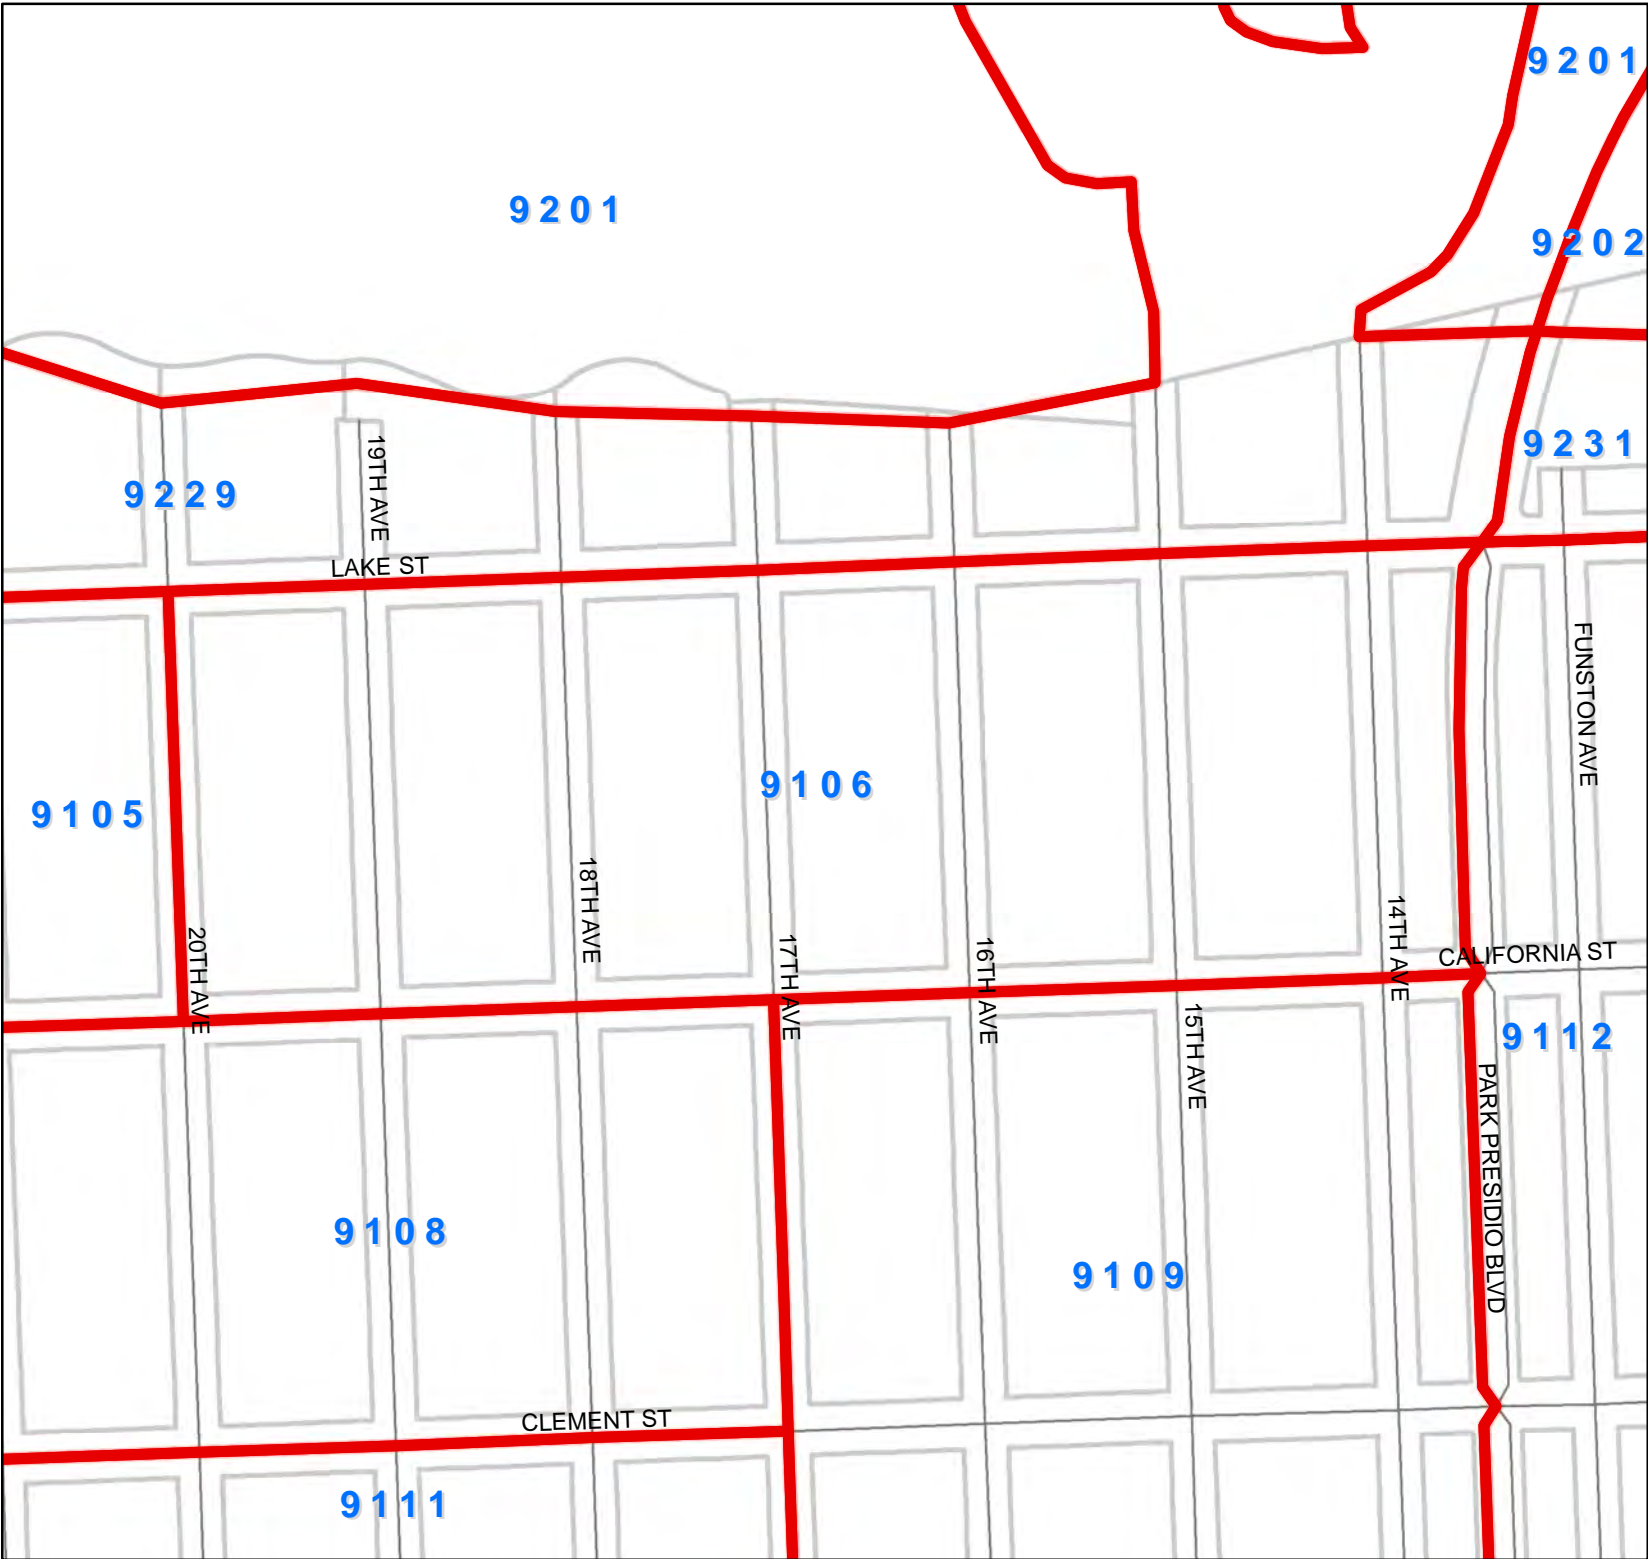 9201
9201
9202
19TH AVE
9231
9229
LAKE ST
FUNSTON AVE
9106
9105
18TH AVE
14TH AVE
20TH AVE
17TH AVE
16TH AVE
CALIFORNIA ST
15TH AVE
9112
PARK PRESIDIO BLVD
9108
9109
CLEMENT ST
9111